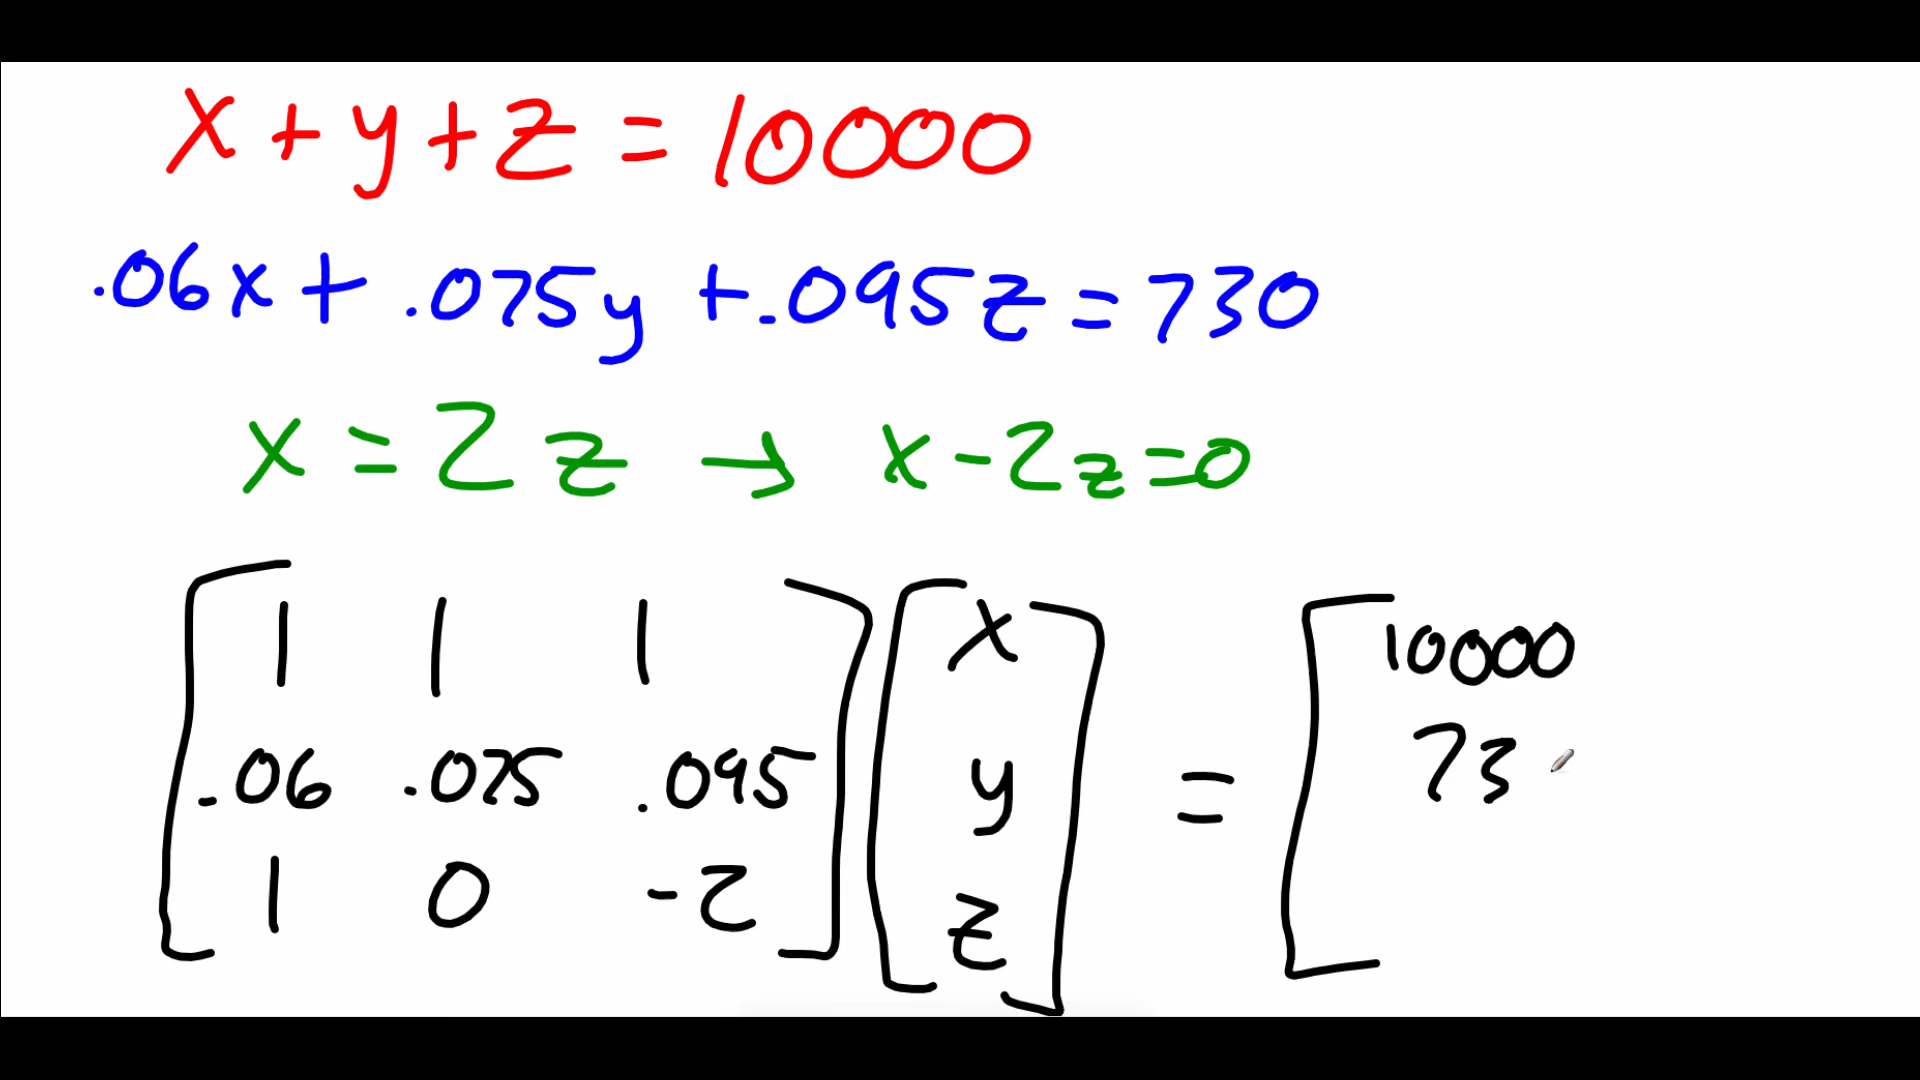 x + y + z = 10000
.06x + .075y + .095z = 730
x = 2z → x - 2z = 0
[ 1 1 1 ] [ x ] [ 10000
[ .06 .075 .095 ] [ y ] = [ 73
[ 1 0 -2 ] [ z ] [